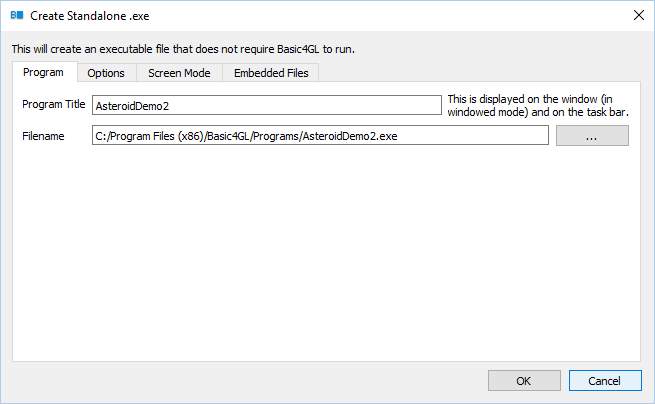 Create Standalone .exe
This will create an executable file that does not require Basic4GL to run.
Program Options Screen Mode Embedded Files
Program Title AsteroidDemo2 This is displayed on the window (in
windowed mode) and on the task bar.
Filename C:/Program Files (x86)/Basic4GL/Programs/AsteroidDemo2.exe ...
OK Cancel